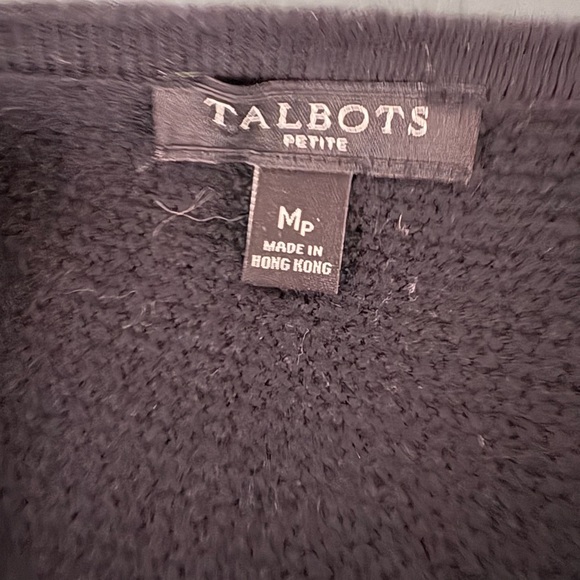 TALBOTS
PETITE
MP
MADE IN
HONG KONG